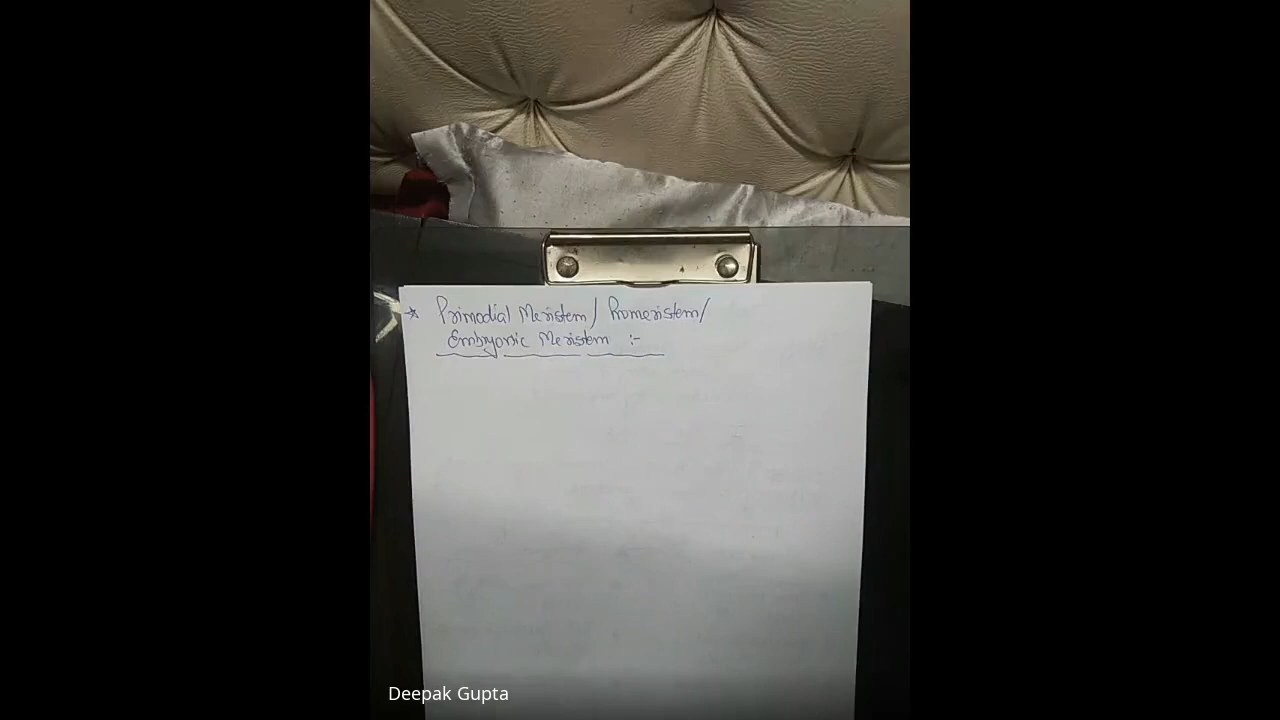 * Primodial Meristem / Promeristem /
Embryonic Meristem :-
Deepak Gupta